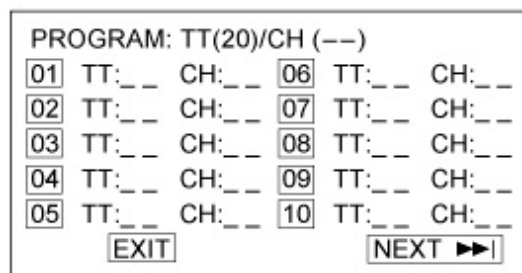 PROGRAM: TT(20)/CH (––)
01 TT:_ _ CH:_ _ 06 TT:_ _ CH:_ _
02 TT:_ _ CH:_ _ 07 TT:_ _ CH:_ _
03 TT:_ _ CH:_ _ 08 TT:_ _ CH:_ _
04 TT:_ _ CH:_ _ 09 TT:_ _ CH:_ _
05 TT:_ _ CH:_ _ 10 TT:_ _ CH:_ _
EXIT NEXT ▶▶|